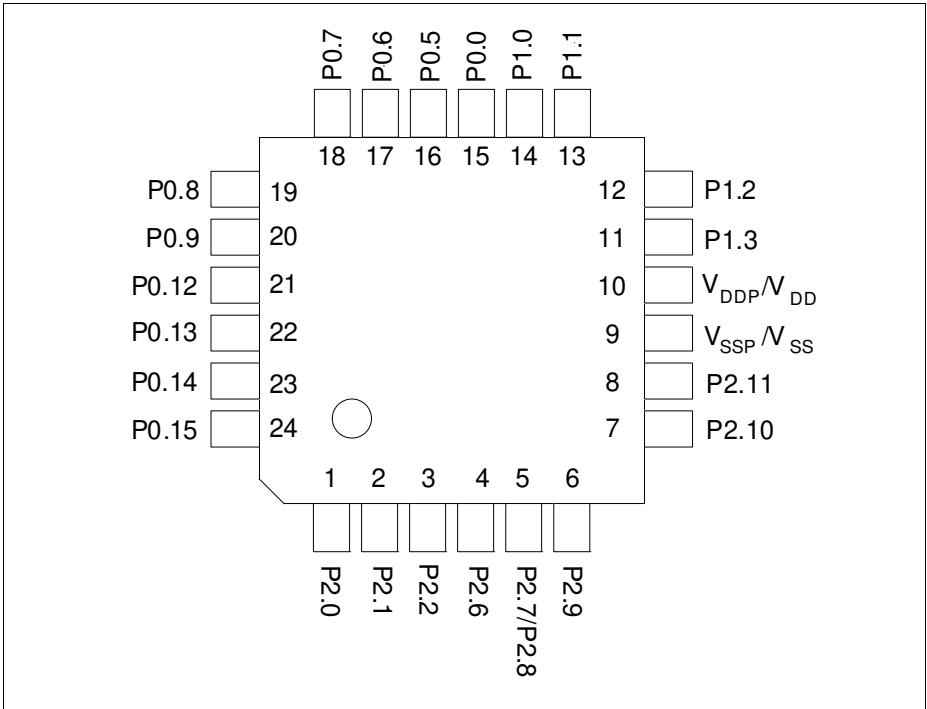 P0.7 P0.6 P0.5 P0.0 P1.0 P1.1
18 17 16 15 14 13
P0.8 19 12 P1.2
P0.9 20 11 P1.3
P0.12 21 10 VDDP/VDD
P0.13 22 9 VSSP/VSS
P0.14 23 8 P2.11
P0.15 24 7 P2.10
1 2 3 4 5 6
P2.0 P2.1 P2.2 P2.6 P2.7/P2.8 P2.9